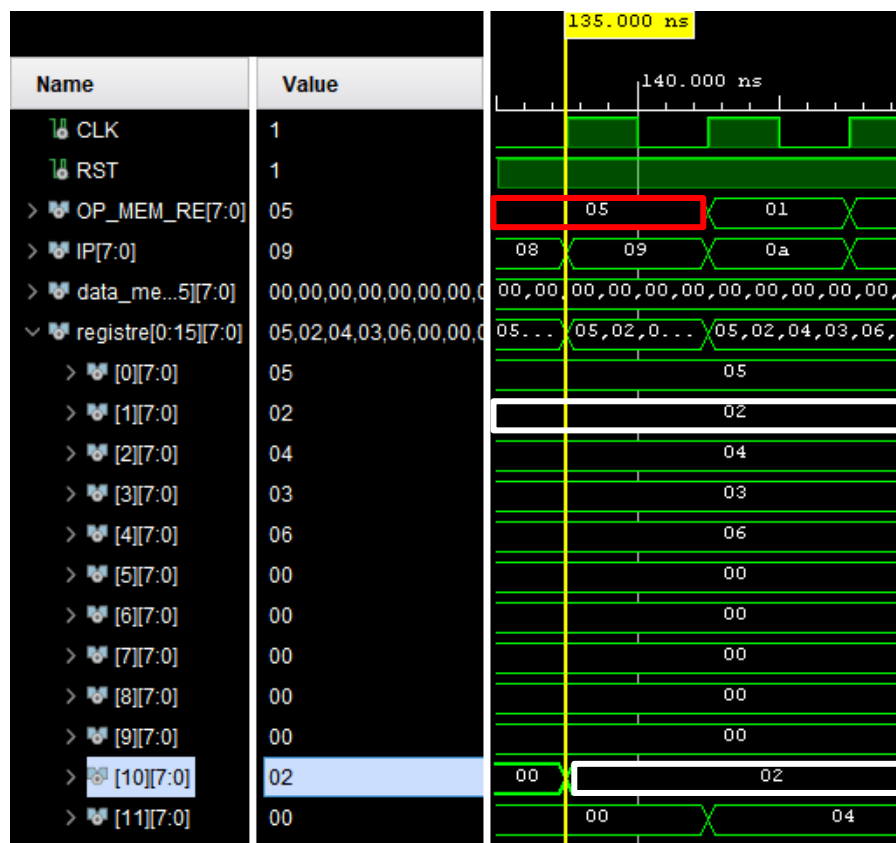 135.000 ns
Name Value 140.000 ns
CLK 1
RST 1
OP_MEM_RE[7:0] 05 05 01
IP[7:0] 09 08 09 0a
data_me...5][7:0] 00,00,00,00,00,00,00,0 00,00,00,00,00,00,00,00,00,00,00,
registre[0:15][7:0] 05,02,04,03,06,00,00,0 05... 05,02,0... 05,02,04,03,06,
[0][7:0] 05 05
[1][7:0] 02 02
[2][7:0] 04 04
[3][7:0] 03 03
[4][7:0] 06 06
[5][7:0] 00 00
[6][7:0] 00 00
[7][7:0] 00 00
[8][7:0] 00 00
[9][7:0] 00 00
[10][7:0] 02 00 02
[11][7:0] 00 00 04